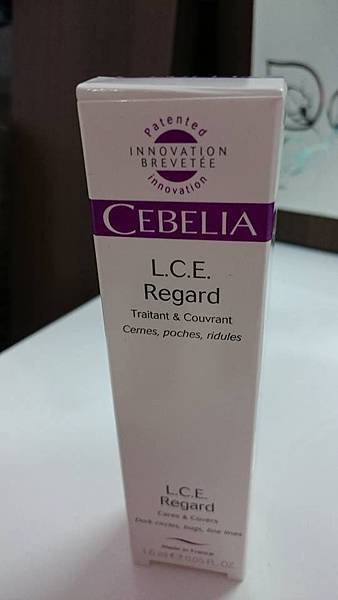 Patented
INNOVATION
BREVETÉE
innovation
CEBELIA
L.C.E.
Regard
Traitant & Couvrant
Cernes, poches, ridules
L.C.E.
Regard
Cares & Covers
Dark circles, bags, fine lines
Made in France